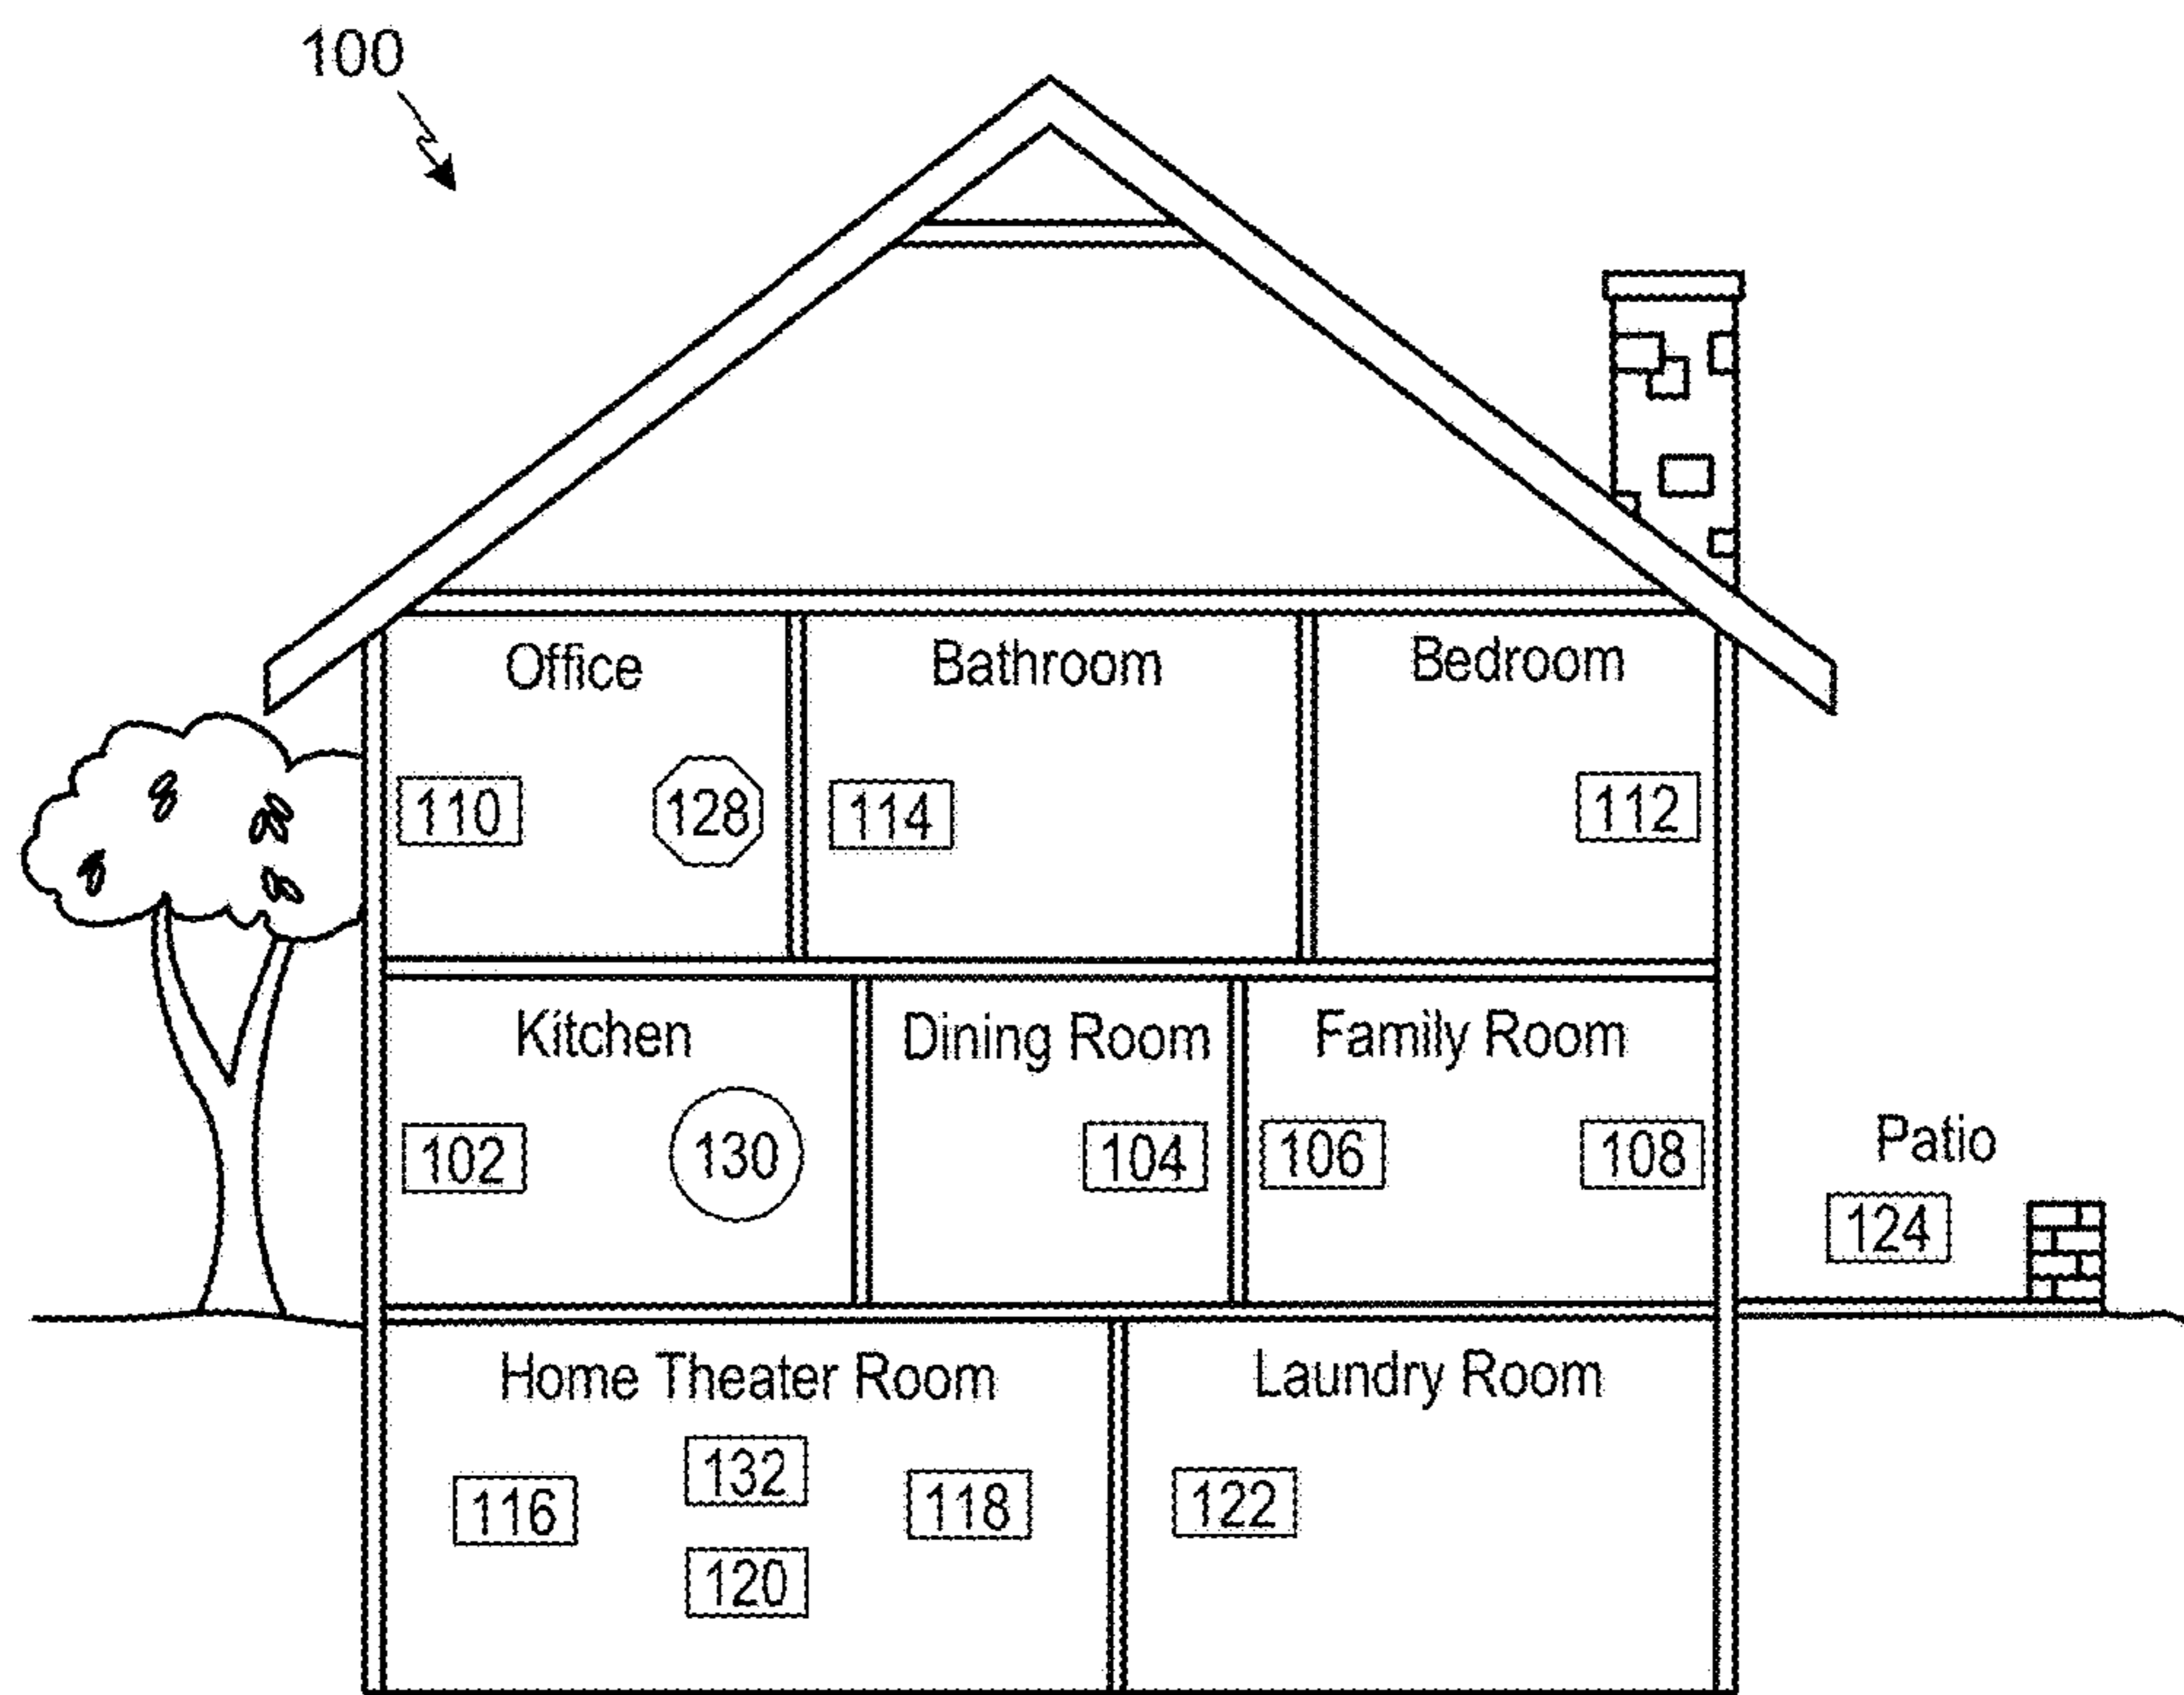 100
Office
Bathroom
Bedroom
110
128
114
112
Kitchen
Dining Room
Family Room
102
130
104
106
108
Patio
124
Home Theater Room
Laundry Room
116
132
118
122
120